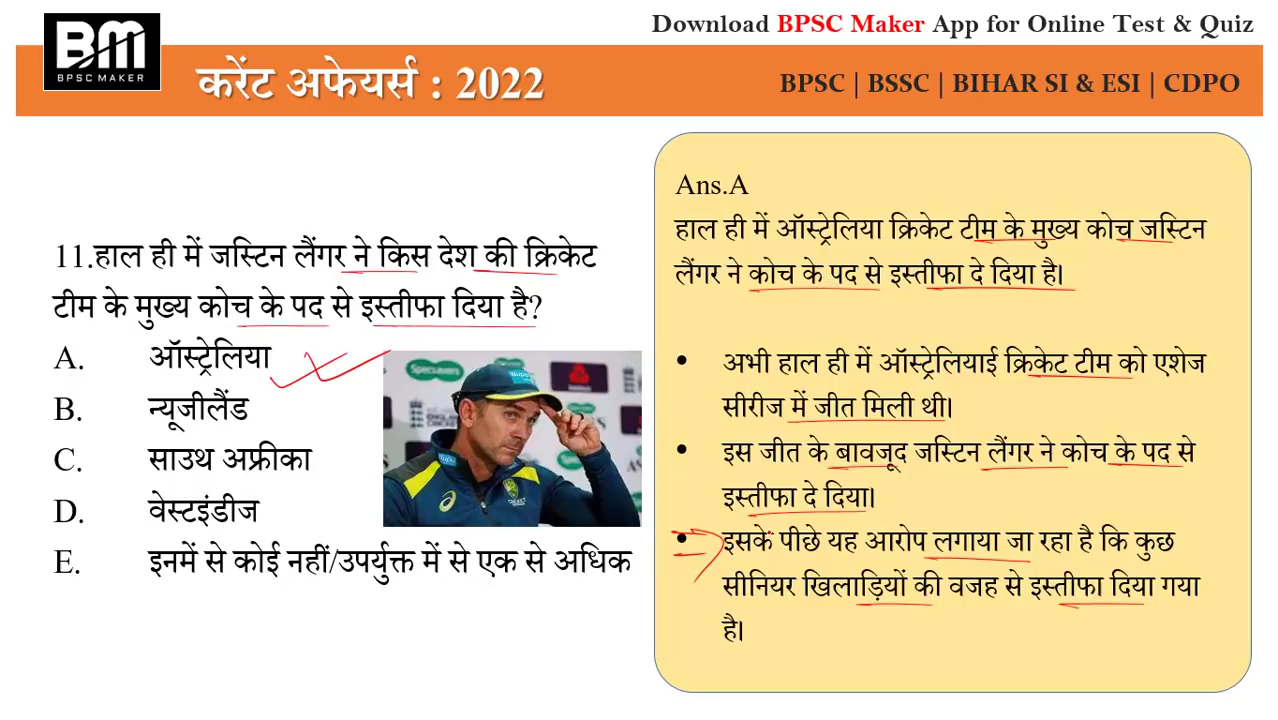 Download BPSC Maker App for Online Test & Quiz
BM
BPSC MAKER
करेंट अफेयर्स : 2022
BPSC | BSSC | BIHAR SI & ESI | CDPO
11.हाल ही में जस्टिन लैंगर ने किस देश की क्रिकेट
टीम के मुख्य कोच के पद से इस्तीफा दिया है?
A. ऑस्ट्रेलिया
B. न्यूजीलैंड
C. साउथ अफ्रीका
D. वेस्टइंडीज
E. इनमें से कोई नहीं/उपर्युक्त में से एक से अधिक
Specsavers
Ans.A
हाल ही में ऑस्ट्रेलिया क्रिकेट टीम के मुख्य कोच जस्टिन
लैंगर ने कोच के पद से इस्तीफा दे दिया है।
• अभी हाल ही में ऑस्ट्रेलियाई क्रिकेट टीम को एशेज
सीरीज में जीत मिली थी।
• इस जीत के बावजूद जस्टिन लैंगर ने कोच के पद से
इस्तीफा दे दिया।
• इसके पीछे यह आरोप लगाया जा रहा है कि कुछ
सीनियर खिलाड़ियों की वजह से इस्तीफा दिया गया
है।